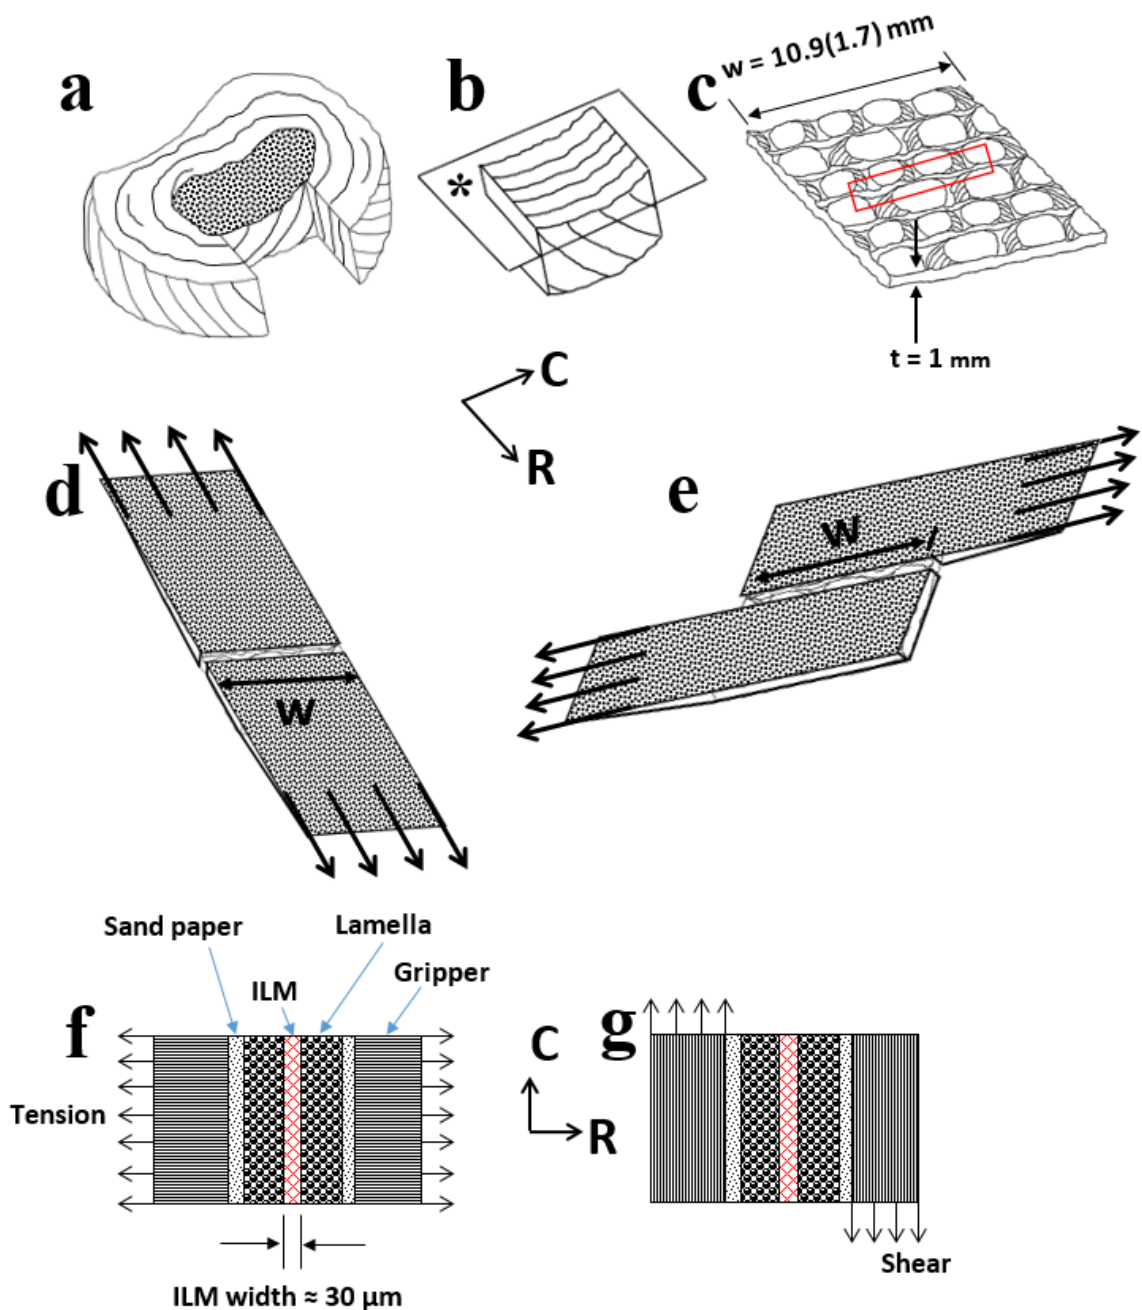 a
b
*
c
w = 10.9(1.7) mm
t = 1 mm
C
R
d
W
e
W
Sand paper
Lamella
ILM
Gripper
f
Tension
ILM width ≈ 30 µm
C
R
g
Shear